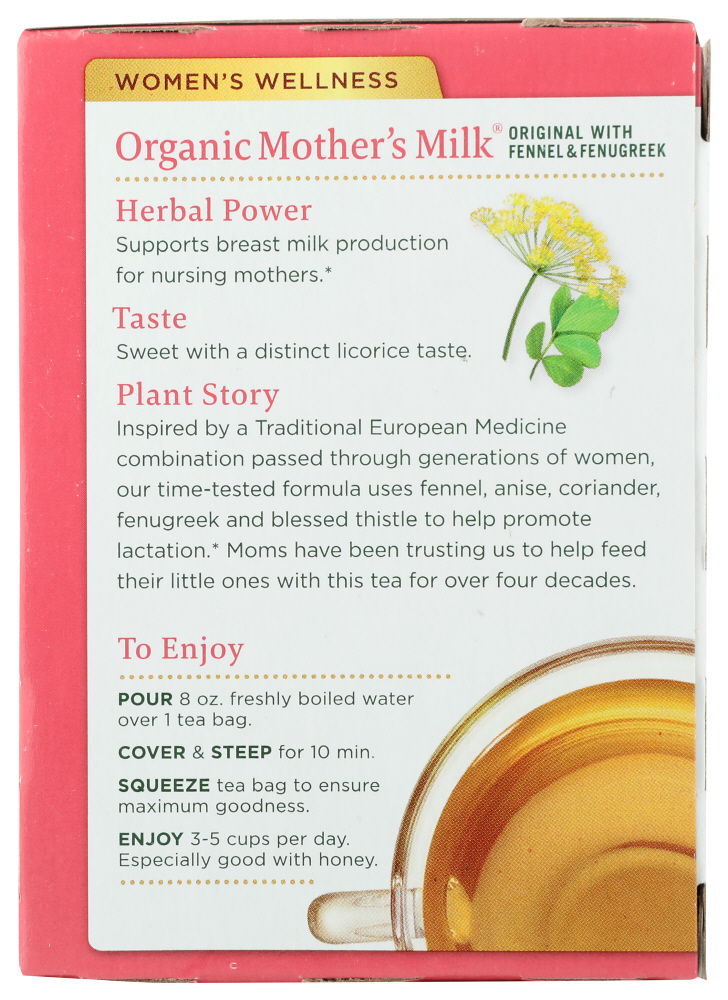 WOMEN'S WELLNESS
Organic Mother's Milk® ORIGINAL WITH
FENNEL & FENUGREEK
Herbal Power
Supports breast milk production
for nursing mothers.*
Taste
Sweet with a distinct licorice taste.
Plant Story
Inspired by a Traditional European Medicine
combination passed through generations of women,
our time-tested formula uses fennel, anise, coriander,
fenugreek and blessed thistle to help promote
lactation.* Moms have been trusting us to help feed
their little ones with this tea for over four decades.
To Enjoy
POUR 8 oz. freshly boiled water
over 1 tea bag.
COVER & STEEP for 10 min.
SQUEEZE tea bag to ensure
maximum goodness.
ENJOY 3-5 cups per day.
Especially good with honey.
c